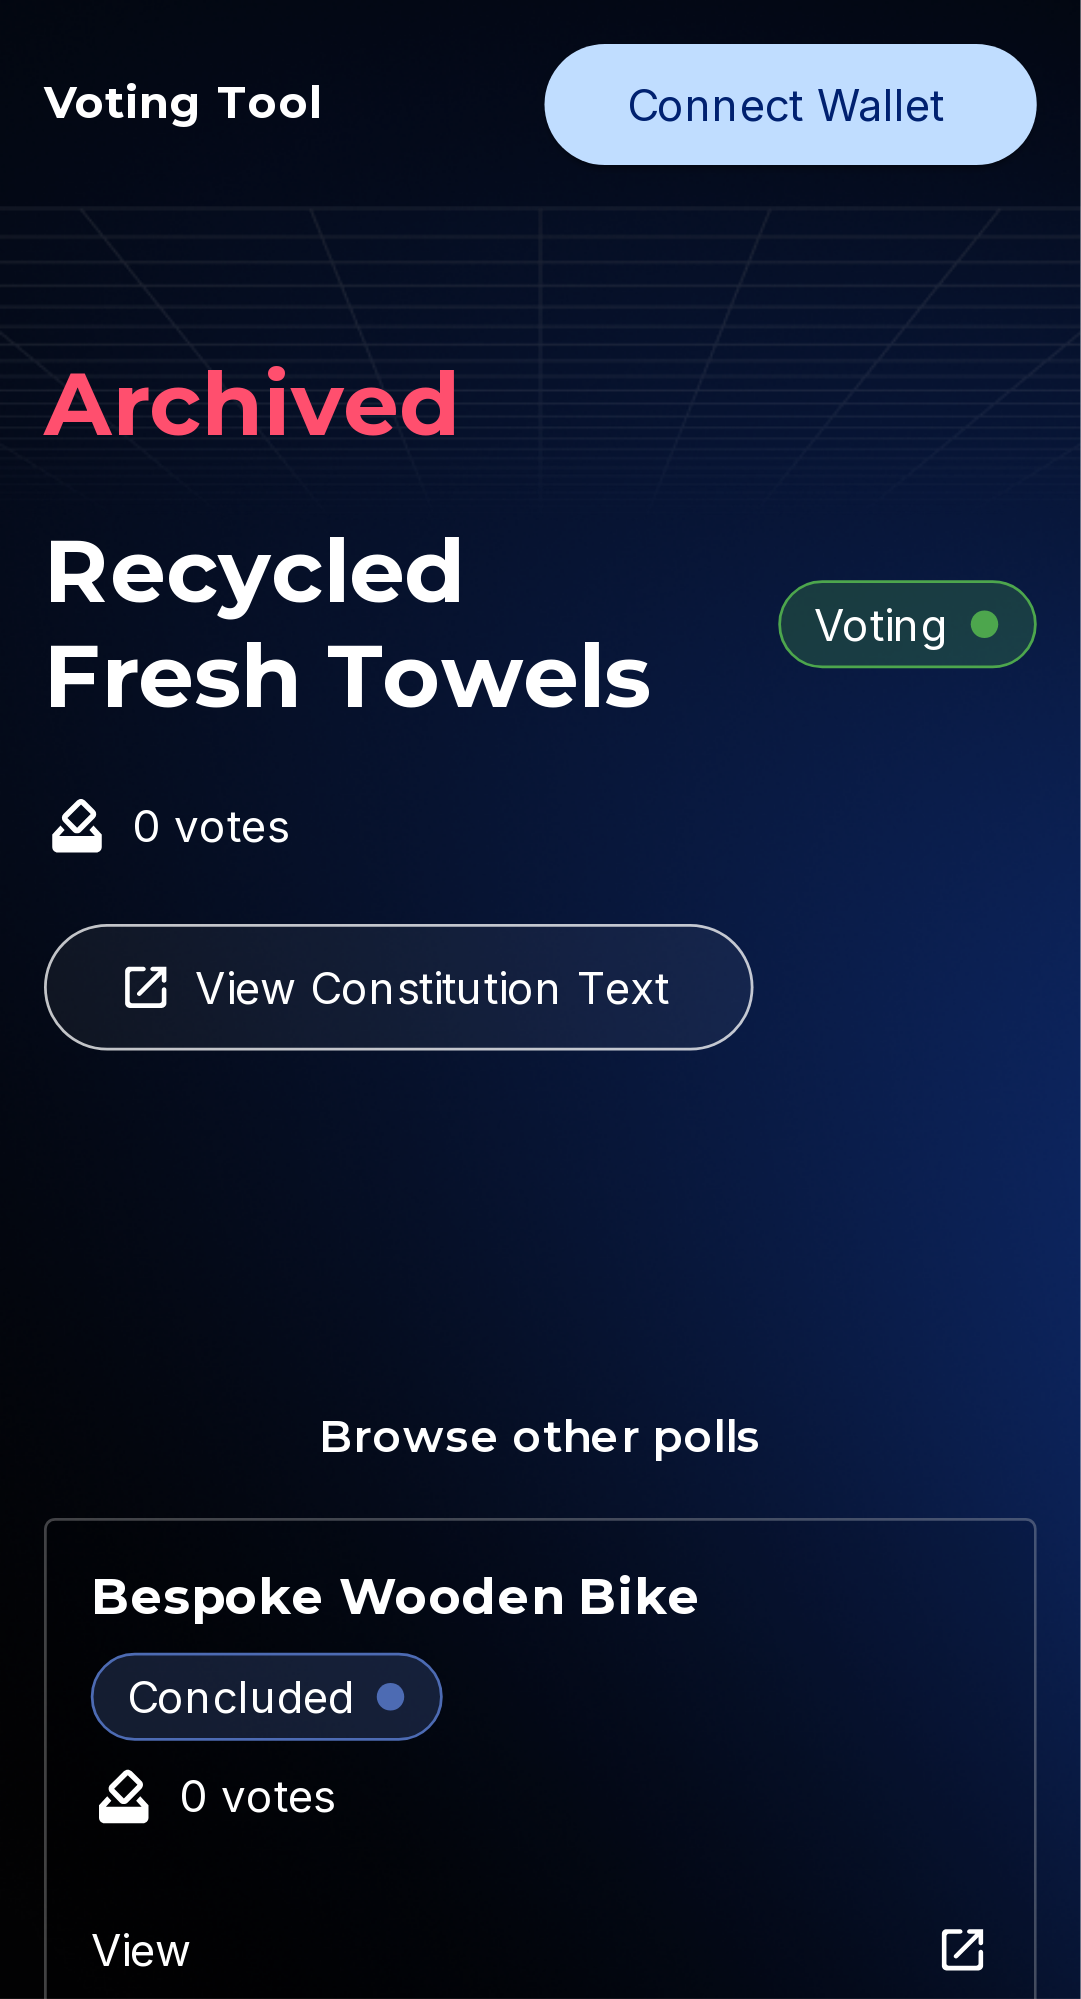 Voting Tool
Connect Wallet
Archived
Recycled
Fresh Towels
Voting
0 votes
View Constitution Text
Browse other polls
Bespoke Wooden Bike
Concluded
0 votes
View